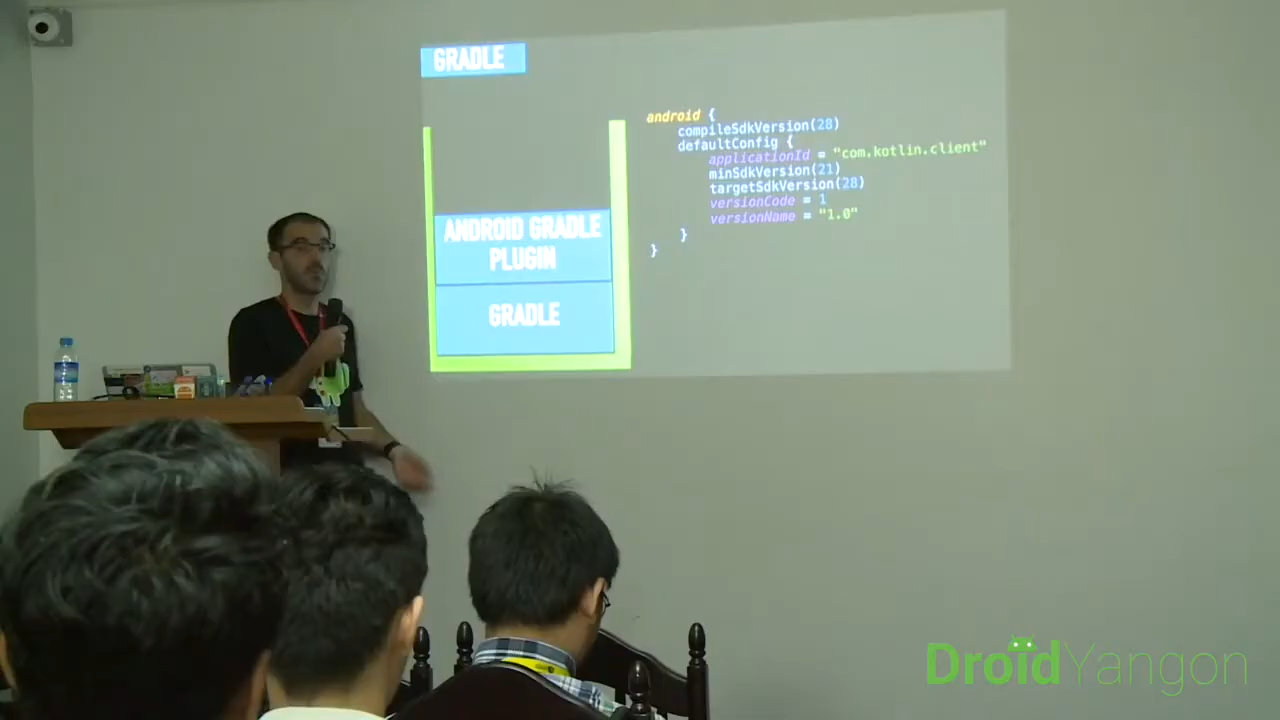 GRADLE
android {
compileSdkVersion(28)
defaultConfig {
applicationId = "com.kotlin.client"
minSdkVersion(21)
targetSdkVersion(28)
versionCode = 1
versionName = "1.0"
}
}
ANDROID GRADLE
PLUGIN
GRADLE
DroidYangon